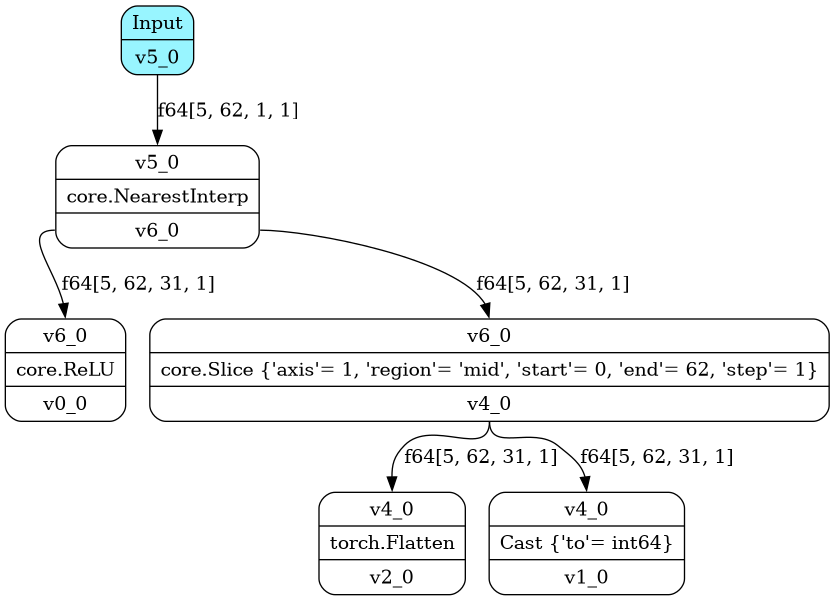 Input
v5_0
f64[5, 62, 1, 1]
v5_0
core.NearestInterp
v6_0
f64[5, 62, 31, 1]
f64[5, 62, 31, 1]
v6_0
core.ReLU
v0_0
v6_0
core.Slice {'axis'= 1, 'region'= 'mid', 'start'= 0, 'end'= 62, 'step'= 1}
v4_0
f64[5, 62, 31, 1]
f64[5, 62, 31, 1]
v4_0
torch.Flatten
v2_0
v4_0
Cast {'to'= int64}
v1_0